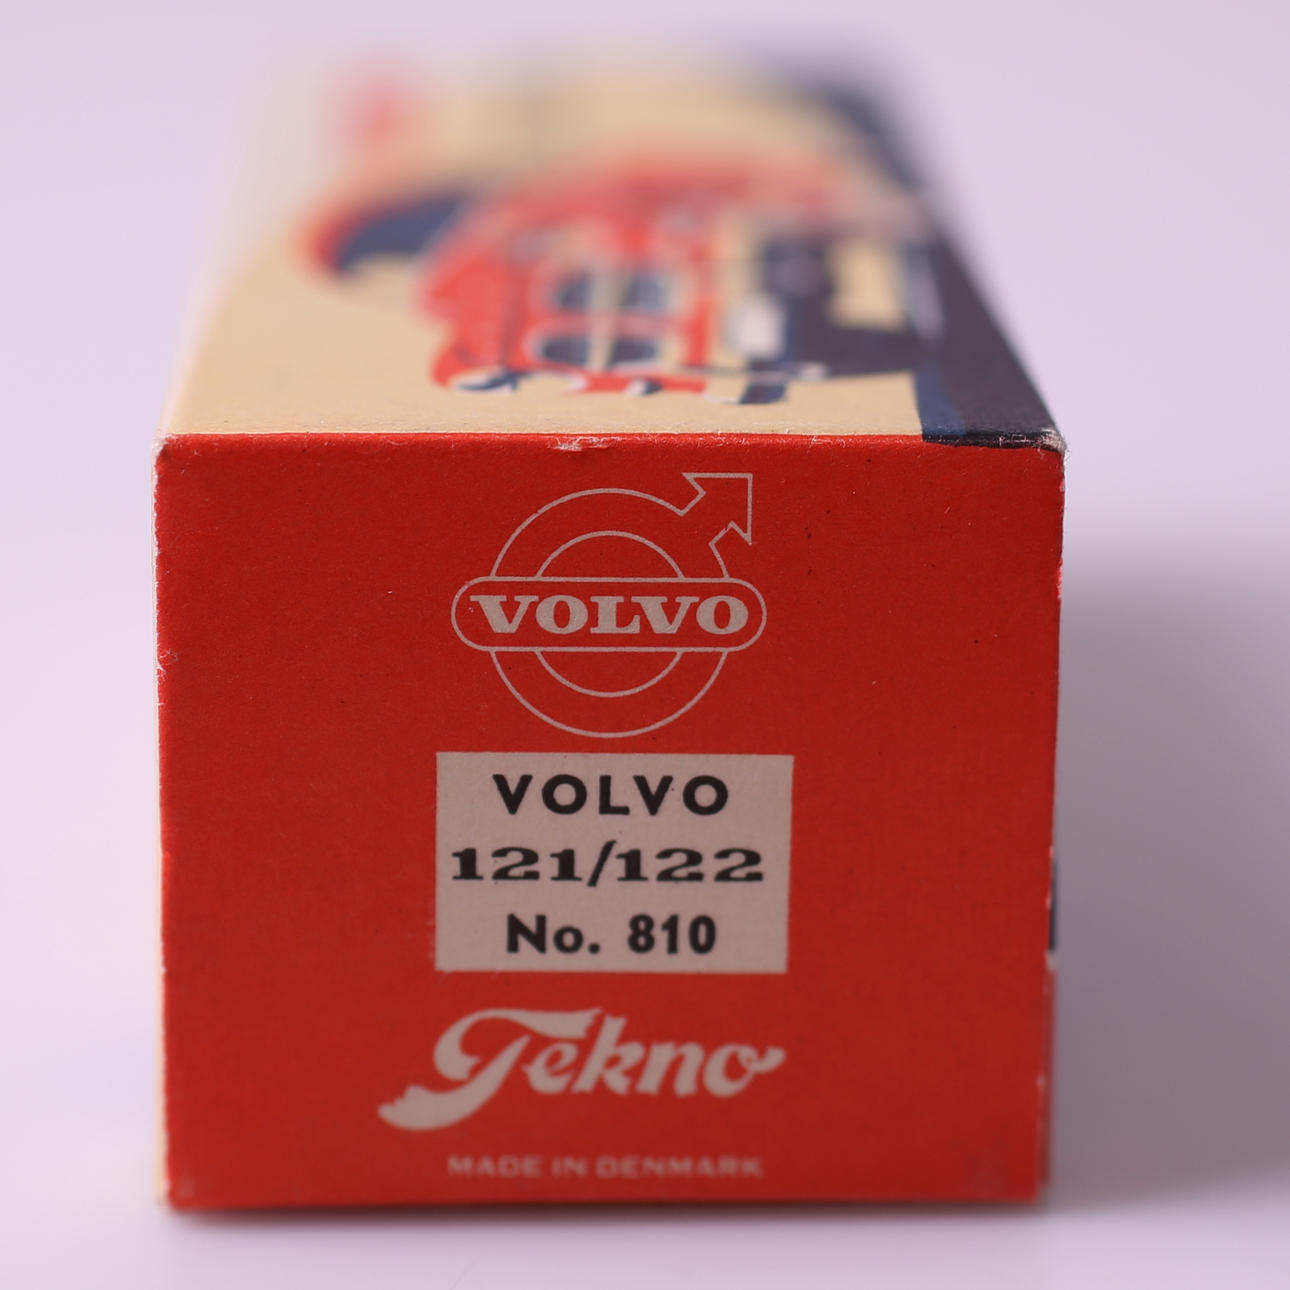 VOLVO
VOLVO
121/122
No. 810
Tekno
MADE IN DENMARK